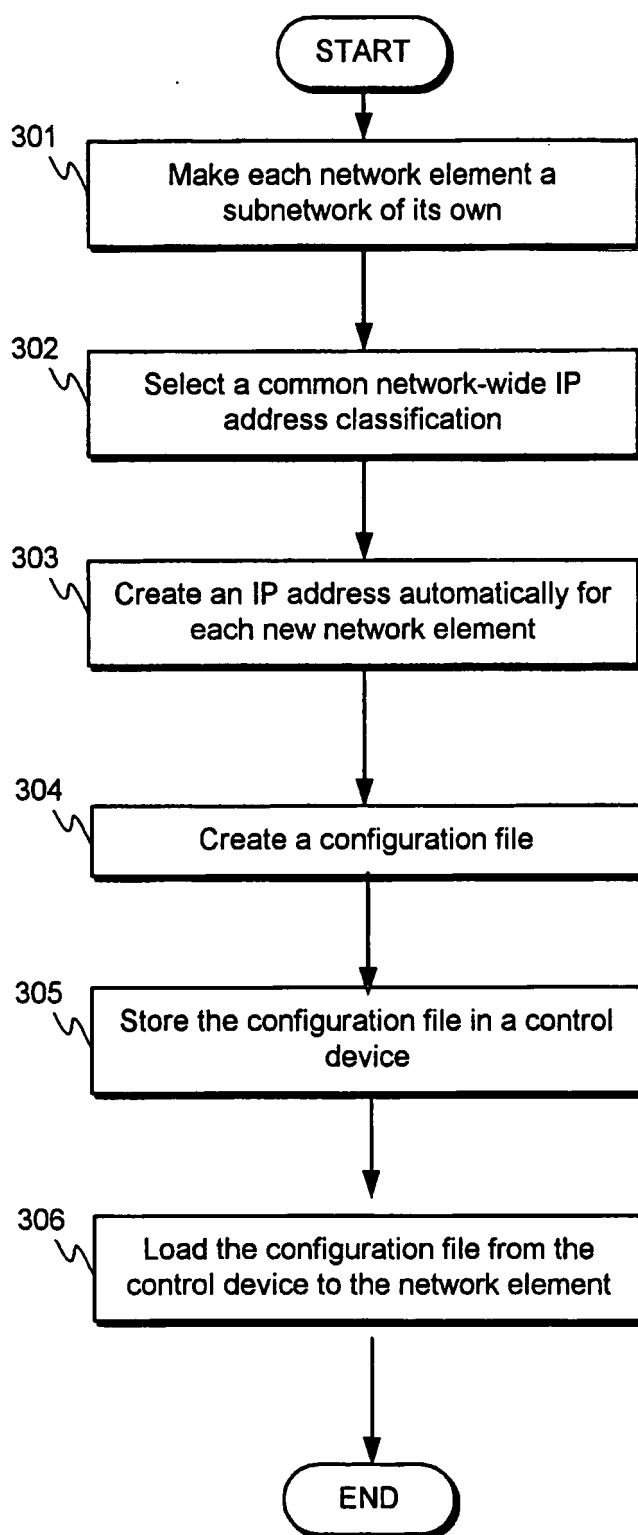 START
301
Make each network element a
subnetwork of its own
302
Select a common network-wide IP
address classification
303
Create an IP address automatically for
each new network element
304
Create a configuration file
305
Store the configuration file in a control
device
306
Load the configuration file from the
control device to the network element
END